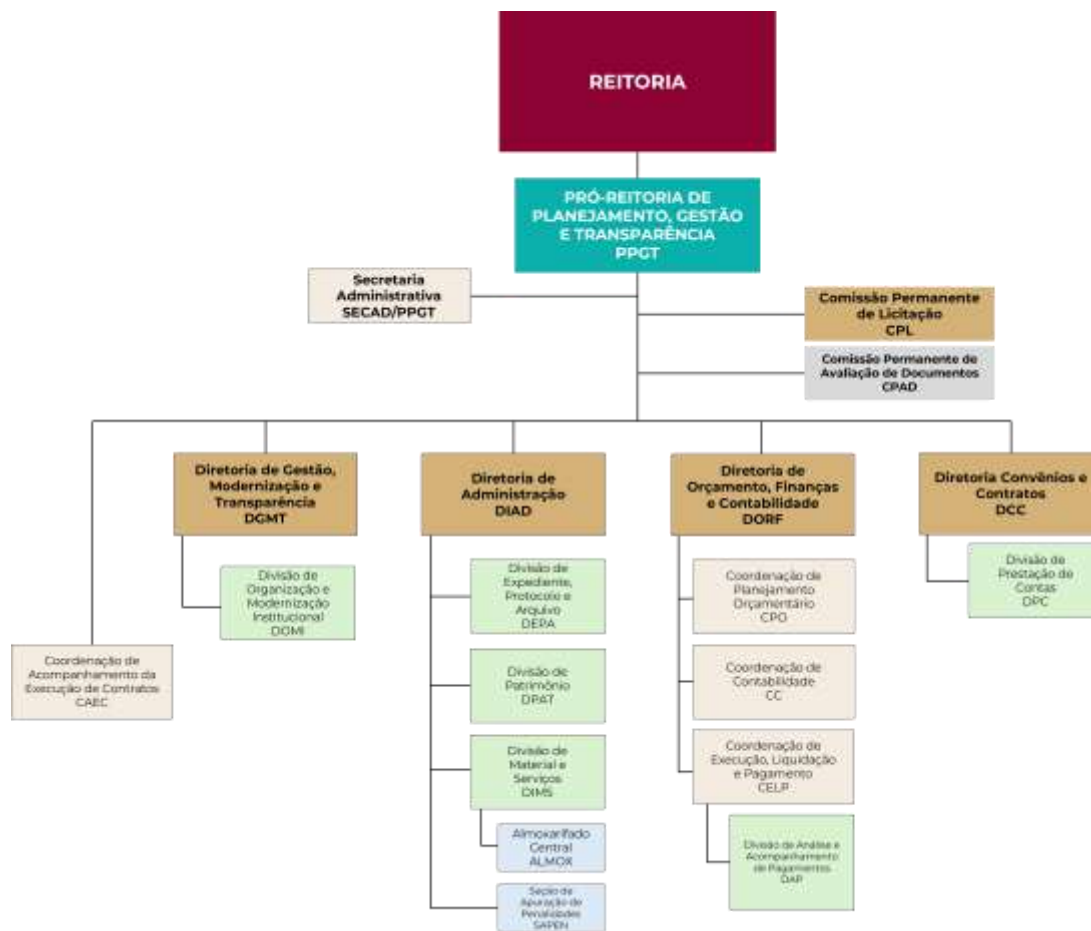 REITORIA
PRÓ-REITORIA DE
PLANEJAMENTO, GESTÃO
E TRANSPARÊNCIA
PPGT
Secretaria
Administrativa
SECAD/PPGT
Comissão Permanente
de Licitação
CPL
Comissão Permanente de
Avaliação de Documentos
CPAD
Diretoria de Gestão,
Modernização e
Transparência
DGMT
Diretoria de
Administração
DIAD
Diretoria de
Orçamento, Finanças
e Contabilidade
DORF
Diretoria Convênios e
Contratos
DCC
Divisão de
Organização e
Modernização
Institucional
DOMI
Divisão de
Expediente,
Protocolo e
Arquivo
DEPA
Coordenação de
Planejamento
Orçamentário
CPO
Divisão de
Prestação de
Contas
DPC
Coordenação de
Acompanhamento da
Execução de Contratos
CAEC
Divisão de
Patrimônio
DPAT
Coordenação de
Contabilidade
CC
Divisão de
Material e
Serviços
DIMS
Coordenação de
Execução, Liquidação
e Pagamento
CELP
Almoxarifado
Central
ALMOX
Divisão de Análise e
Acompanhamento
de Pagamentos
DAP
Seção de
Apuração de
Penalidades
SAPEN